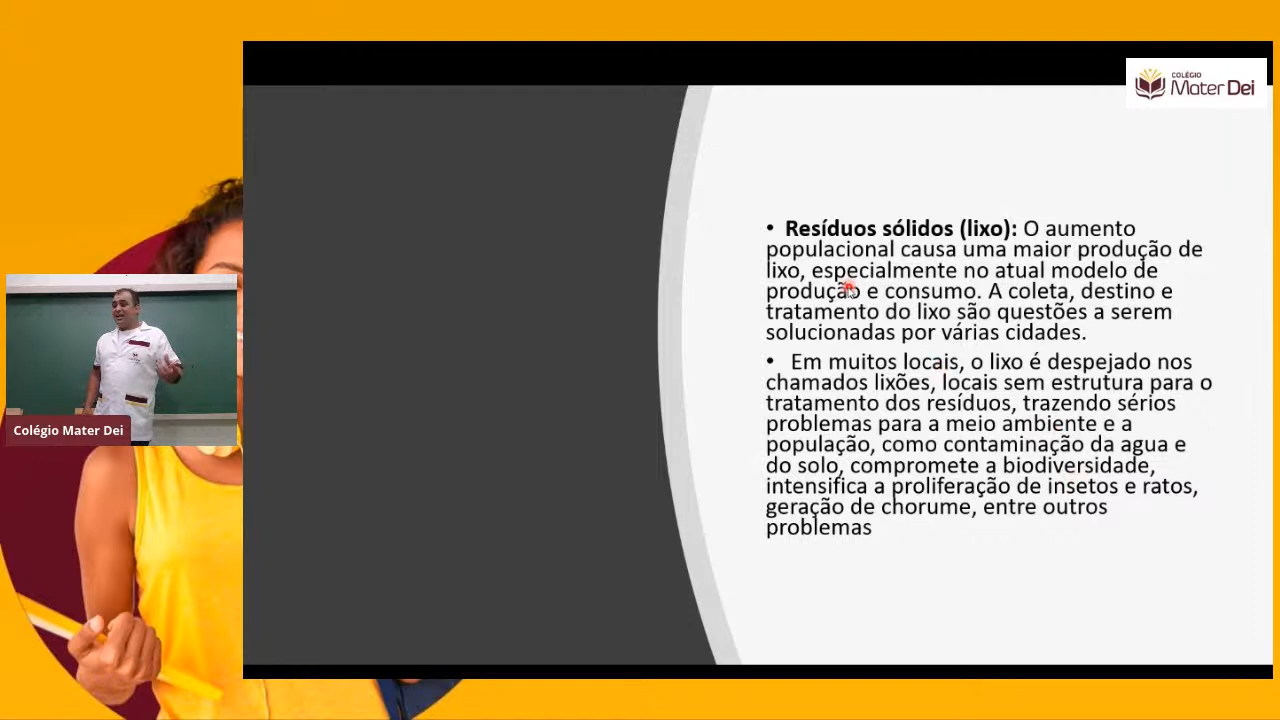 COLÉGIO
Mater Dei
• Resíduos sólidos (lixo): O aumento
populacional causa uma maior produção de
lixo, especialmente no atual modelo de
produção e consumo. A coleta, destino e
tratamento do lixo são questões a serem
solucionadas por várias cidades.
• Em muitos locais, o lixo é despejado nos
chamados lixões, locais sem estrutura para o
tratamento dos resíduos, trazendo sérios
problemas para a meio ambiente e a
população, como contaminação da agua e
do solo, compromete a biodiversidade,
intensifica a proliferação de insetos e ratos,
geração de chorume, entre outros
problemas
Colégio Mater Dei